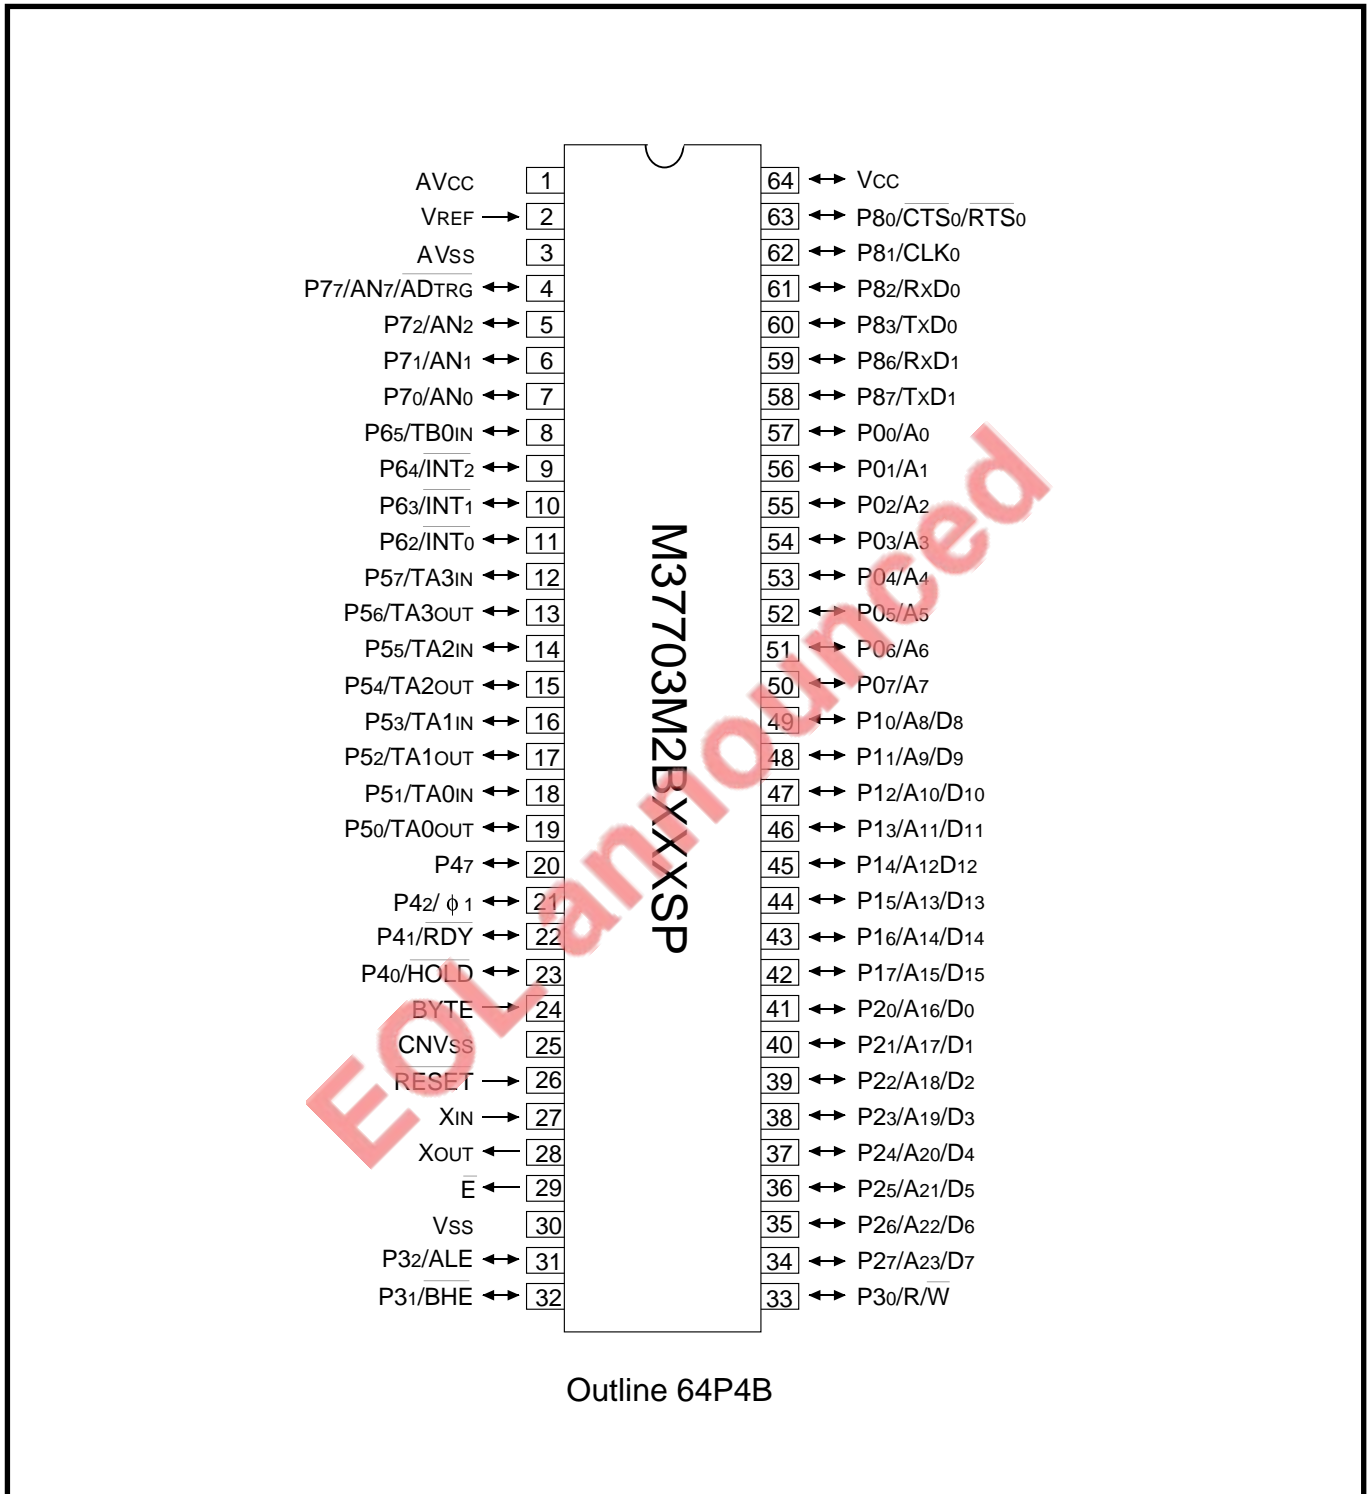 AVCC 1 64 VCC
VREF 2 63 P80/CTS0/RTS0
AVSS 3 62 P81/CLK0
P77/AN7/ADTRG 4 61 P82/RXD0
P72/AN2 5 60 P83/TXD0
P71/AN1 6 59 P86/RXD1
P70/AN0 7 58 P87/TXD1
P65/TB0IN 8 57 P00/A0
P64/INT2 9 56 P01/A1
P63/INT1 10 55 P02/A2
P62/INT0 11 54 P03/A3
P57/TA3IN 12 53 P04/A4
P56/TA3OUT 13 52 P05/A5
P55/TA2IN 14 51 P06/A6
P54/TA2OUT 15 50 P07/A7
P53/TA1IN 16 49 P10/A8/D8
P52/TA1OUT 17 48 P11/A9/D9
P51/TA0IN 18 47 P12/A10/D10
P50/TA0OUT 19 46 P13/A11/D11
P47 20 45 P14/A12D12
P42/ ϕ 1 21 44 P15/A13/D13
P41/RDY 22 43 P16/A14/D14
P40/HOLD 23 42 P17/A15/D15
BYTE 24 41 P20/A16/D0
CNVSS 25 40 P21/A17/D1
RESET 26 39 P22/A18/D2
XIN 27 38 P23/A19/D3
XOUT 28 37 P24/A20/D4
E 29 36 P25/A21/D5
VSS 30 35 P26/A22/D6
P32/ALE 31 34 P27/A23/D7
P31/BHE 32 33 P30/R/W
M37703M2BXXXSP
EOL announced
Outline 64P4B